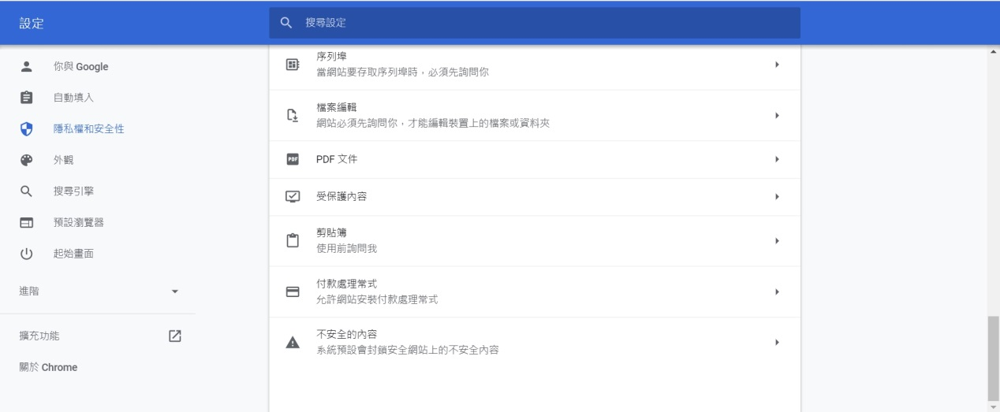 設定
搜尋設定
你與 Google
自動填入
隱私權和安全性
外觀
搜尋引擎
預設瀏覽器
起始畫面
進階
擴充功能
關於 Chrome
序列埠
當網站要存取序列埠時，必須先詢問你
檔案編輯
網站必須先詢問你，才能編輯裝置上的檔案或資料夾
PDF
PDF 文件
受保護內容
剪貼簿
使用前詢問我
付款處理常式
允許網站安裝付款處理常式
不安全的內容
系統預設會封鎖安全網站上的不安全內容